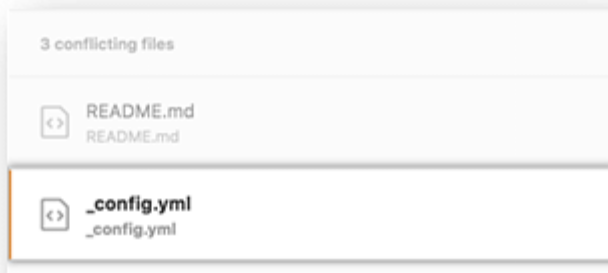 3 conflicting files
README.md
README.md
_config.yml
_config.yml